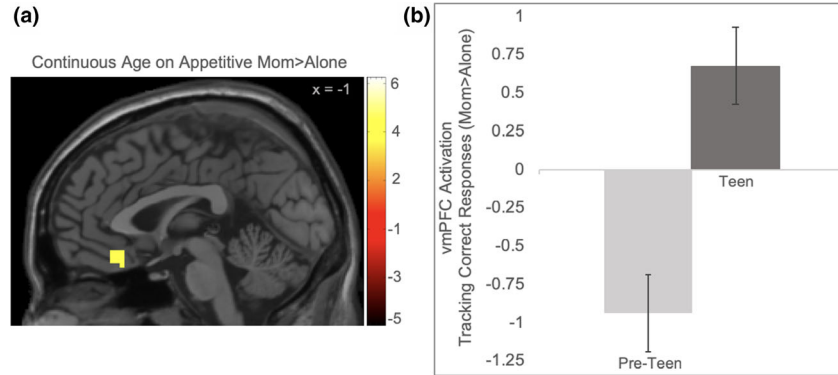 (a)
Continuous Age on Appetitive Mom>Alone
x = -1
6
4
2
-1
-3
-5
(b)
vmPFC Activation
Tracking Correct Responses (Mom>Alone)
1
0.75
0.5
0.25
0
-0.25
-0.5
-0.75
-1
-1.25
Teen
Pre-Teen